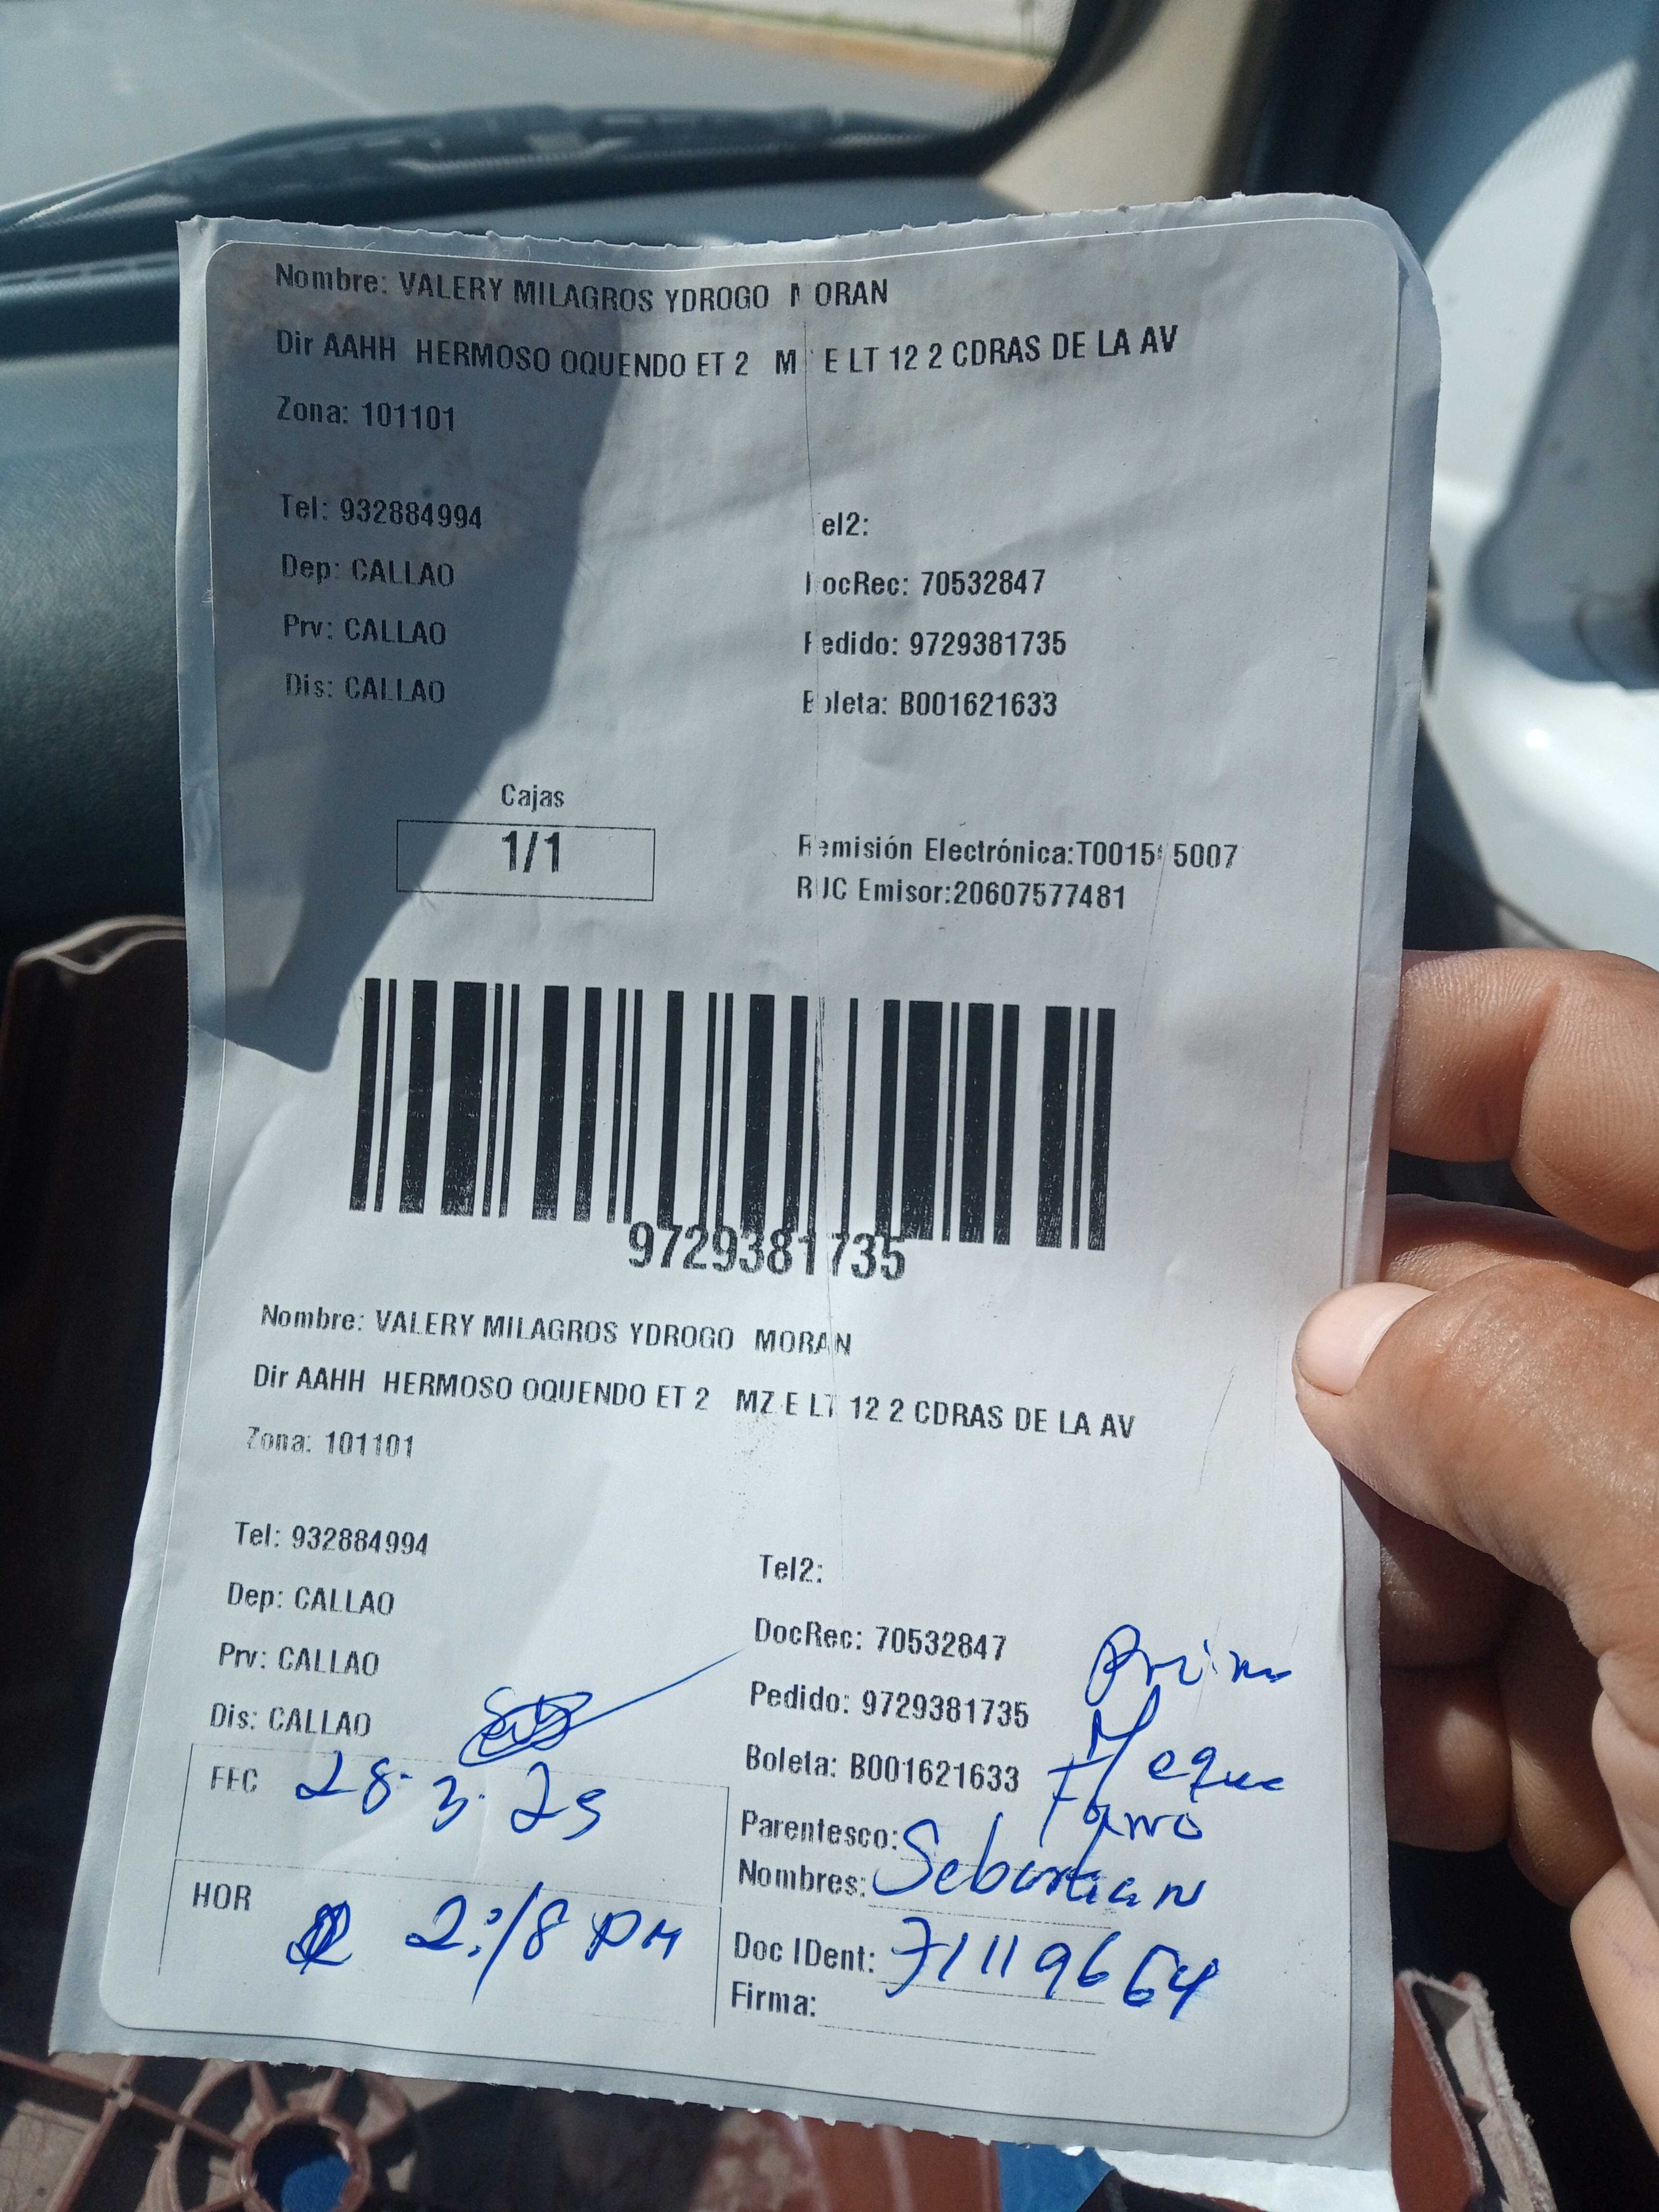 Nombre: VALERY MILAGROS YDROGO MORAN
Dir AAHH HERMOSO OQUENDO ET 2 M E LT 12 2 CDRAS DE LA AV
Zona: 101101
Tel: 932884994
el2:
Dep: CALLAO
DocRec: 70532847
Prv: CALLAO
Pedido: 9729381735
Dis: CALLAO
Boleta: B001621633
Cajas
1/1
Remisión Electrónica:
RUC Emisor:20607577481
9729381735
Nombre: VALERY MILAGROS YDROGO MORAN
Dir AAHH HERMOSO OQUENDO ET 2 MZ E LT 12 2 CDRAS DE LA AV
Zona: 101101
Tel: 932884994
Tel2:
Dep: CALLAO
DocRec: 70532847
Prv: CALLAO
Pedido: 9729381735
Dis: CALLAO
Boleta: B001621633
FEC 28.3.25
Parentesco:
Nombres: Sebastian
HOR 2:18 PM
Doc IDent: 71119664
Firma: